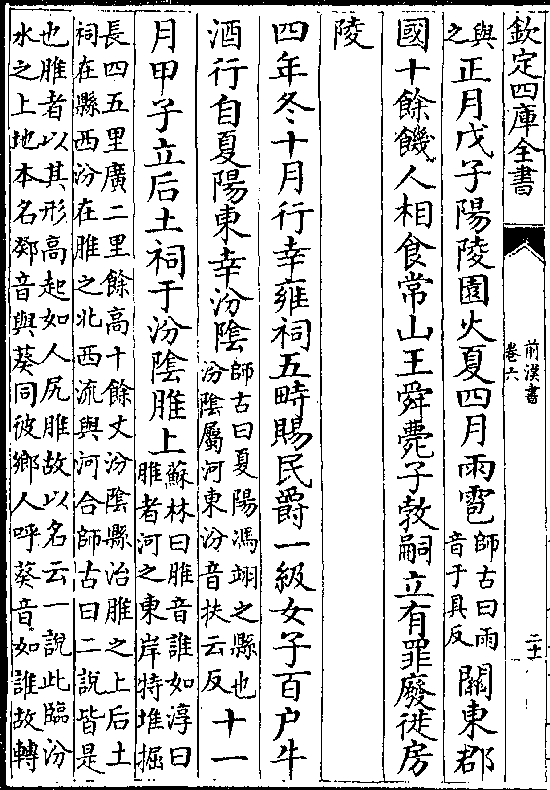 欽定四庫全書
前漢書
卷六
二十
與
之
正月戊子陽陵園火夏四月雨雹
師古曰雨
音于具反
關東郡
國十餘饑人相食常山王舜薨子敦嗣立有罪廢徙房
陵
四年冬十月行幸雍祠五畤賜民爵一級女子百户牛
酒行自夏陽東幸汾陰
師古曰夏陽馮翊之縣也
汾陰屬河東汾音扶云反
十一
月甲子立后土祠于汾陰脽上
蘇林曰脽音誰如淳曰
脽者河之東岸特堆掘
長四五里廣二里餘高十餘丈汾陰縣治脽之上后土
祠在縣西汾在脽之北西流與河合師古曰二說皆是
也脽者以其形高起如人尻脽故以名云一說此臨汾
水之上地本名鄈音與葵同彼鄉人呼葵音如誰故轉